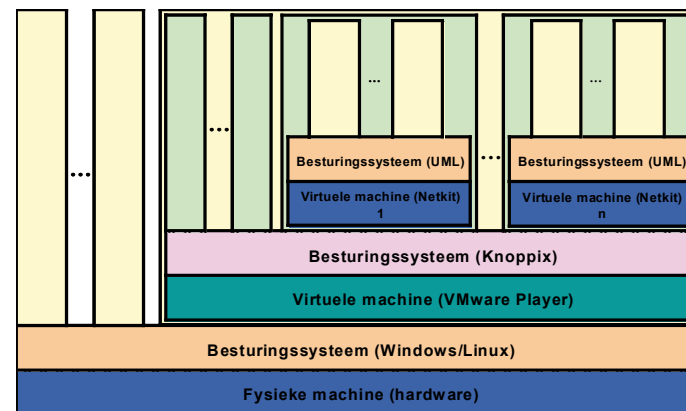 ...
...
...
Besturingssysteem (UML)
Virtuele machine (Netkit)
1
...
...
Besturingssysteem (UML)
Virtuele machine (Netkit)
n
Besturingssysteem (Knoppix)
Virtuele machine (VMware Player)
Besturingssysteem (Windows/Linux)
Fysieke machine (hardware)